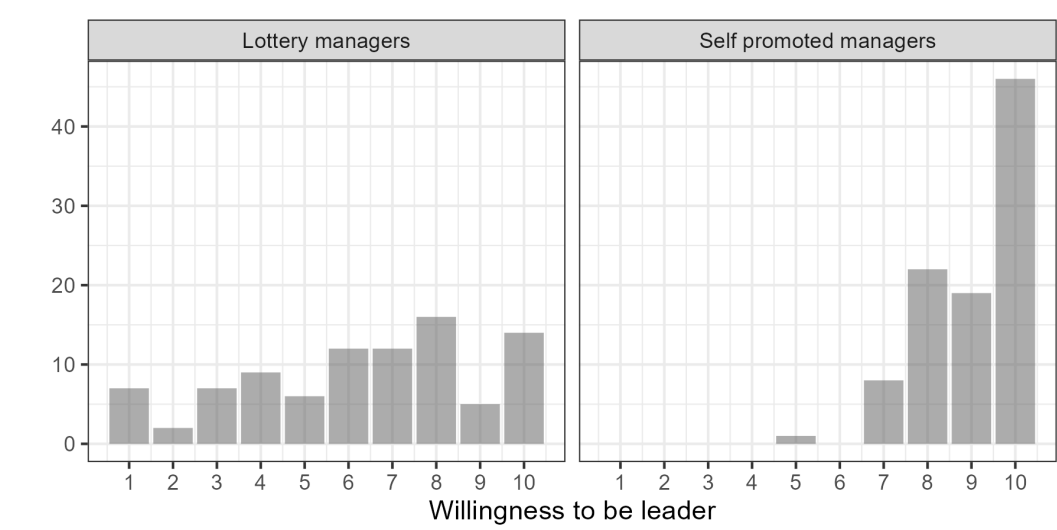 Lottery managers
Self promoted managers
40
30
20
10
0
1 2 3 4 5 6 7 8 9 10
1 2 3 4 5 6 7 8 9 10
Willingness to be leader